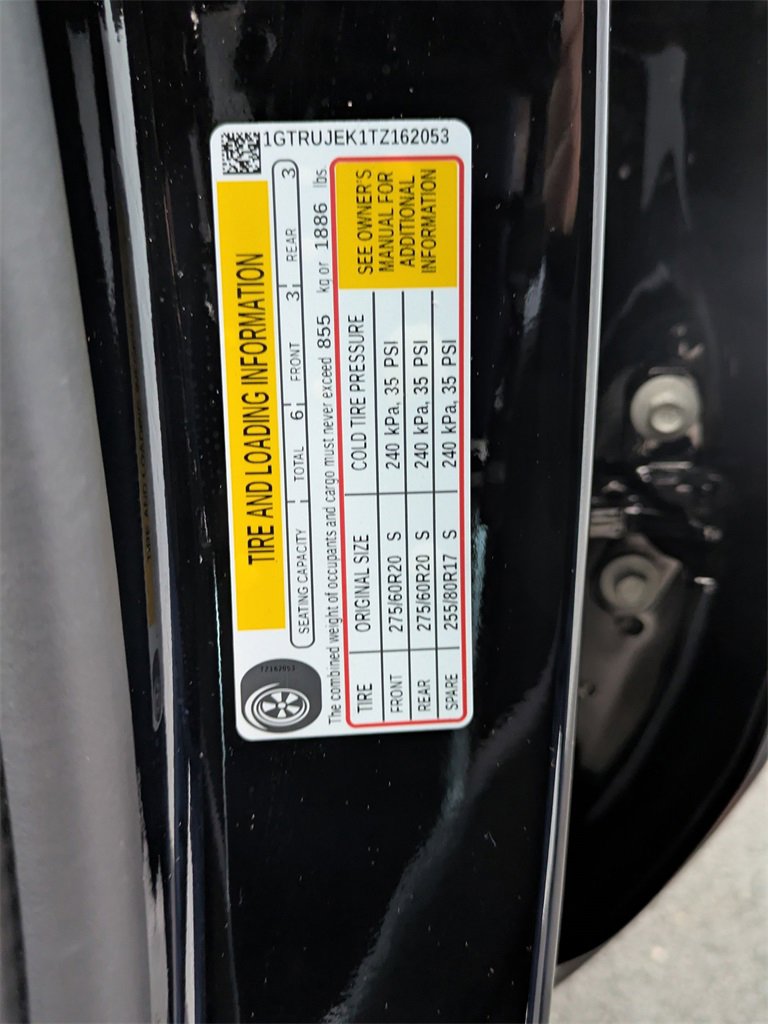 1GTRUJEK1TZ162053
TIRE AND LOADING INFORMATION
TZ162053
SEATING CAPACITY TOTAL 6 FRONT 3 REAR 3
The combined weight of occupants and cargo must never exceed 855 kg or 1886 lbs.
TIRE ORIGINAL SIZE COLD TIRE PRESSURE
FRONT 275/60R20 S 240 kPa, 35 PSI
REAR 275/60R20 S 240 kPa, 35 PSI
SPARE 255/80R17 S 240 kPa, 35 PSI
SEE OWNER'S
MANUAL FOR
ADDITIONAL
INFORMATION